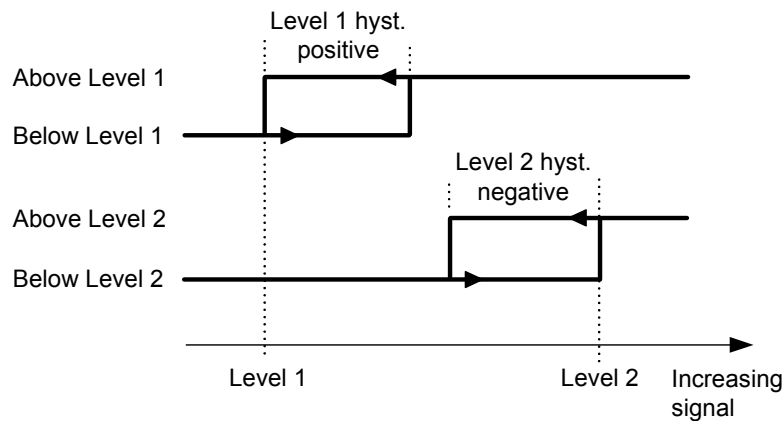 Level 1 hyst.
positive
Above Level 1
Below Level 1
Level 2 hyst.
negative
Above Level 2
Below Level 2
Level 1
Level 2
Increasing
signal